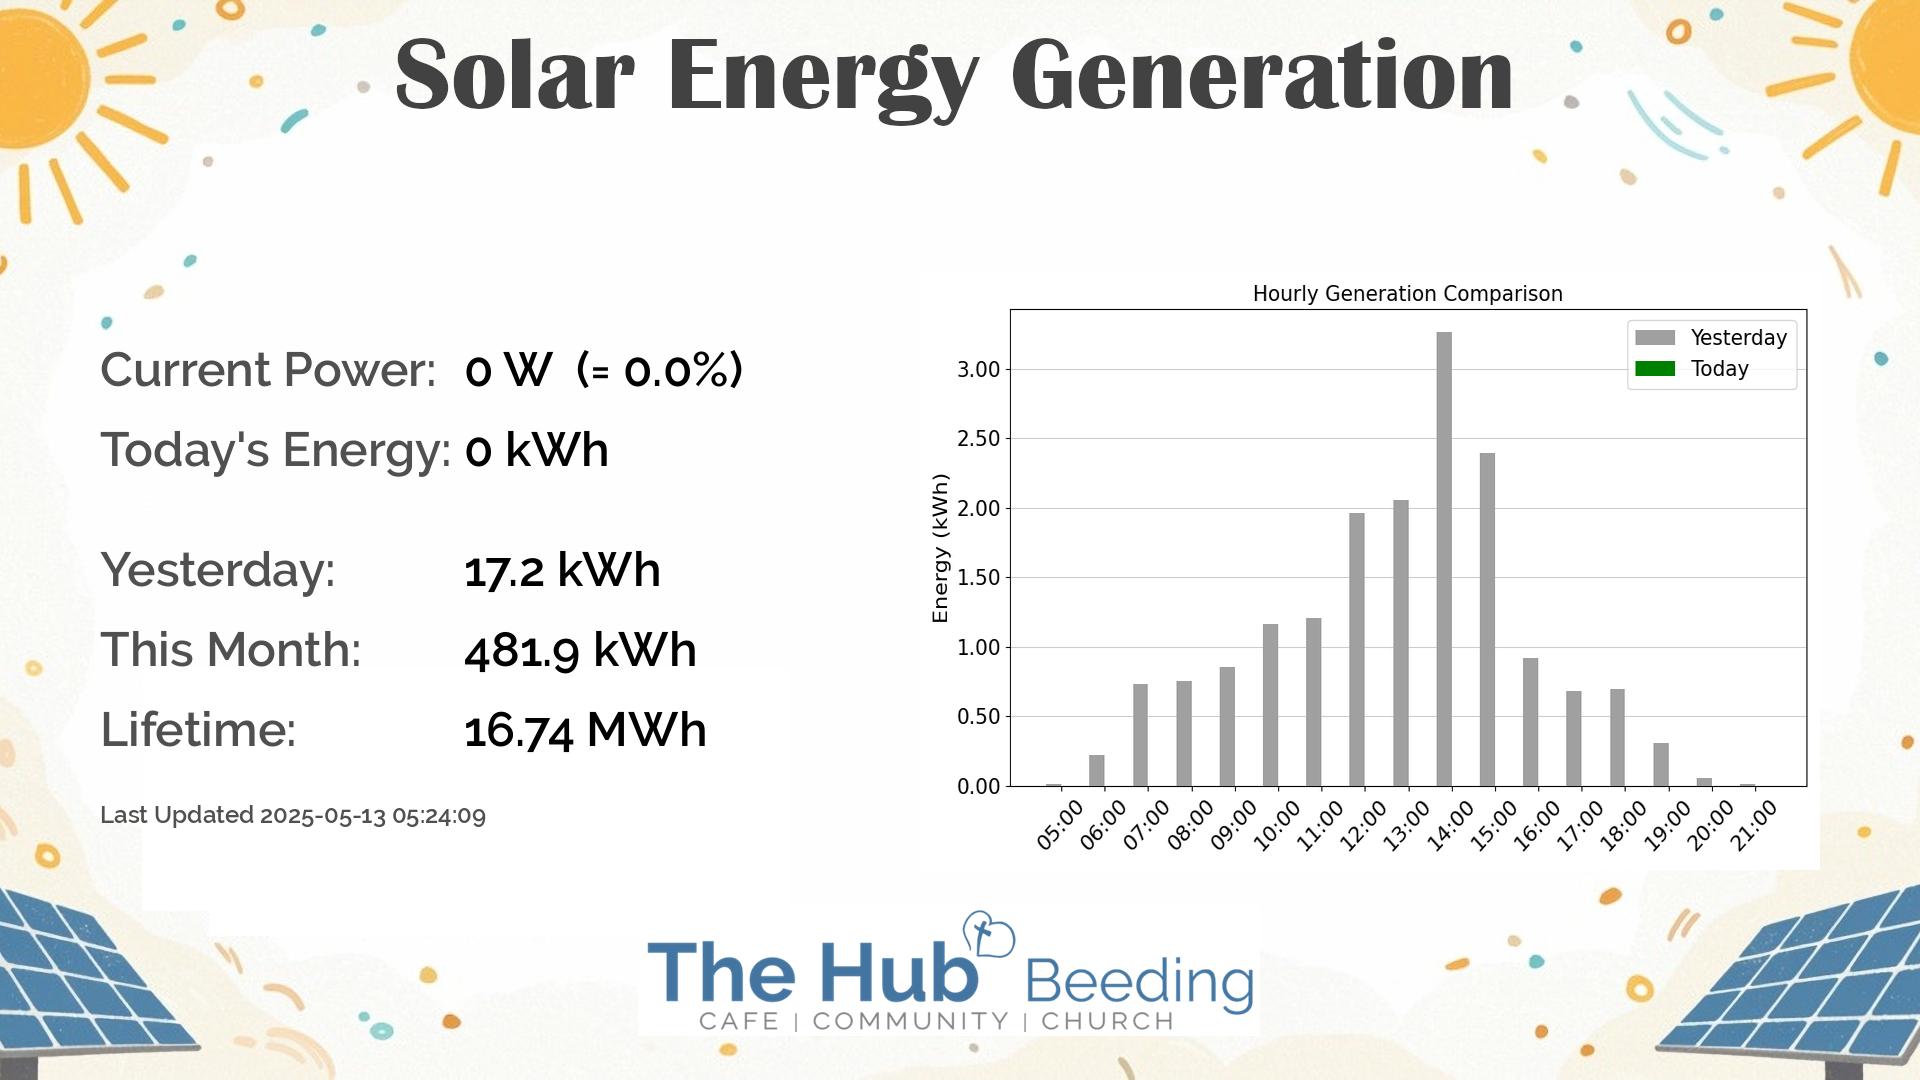 Solar Energy Generation
Current Power: 0 W (= 0.0%)
Today's Energy: 0 kWh
Yesterday: 17.2 kWh
This Month: 481.9 kWh
Lifetime: 16.74 MWh
Last Updated 2025-05-13 05:24:09
Hourly Generation Comparison
Yesterday
Today
Energy (kWh)
3.00
2.50
2.00
1.50
1.00
0.50
0.00
05:00 06:00 07:00 08:00 09:00 10:00 11:00 12:00 13:00 14:00 15:00 16:00 17:00 18:00 19:00 20:00 21:00
The Hub Beeding
CAFE | COMMUNITY | CHURCH